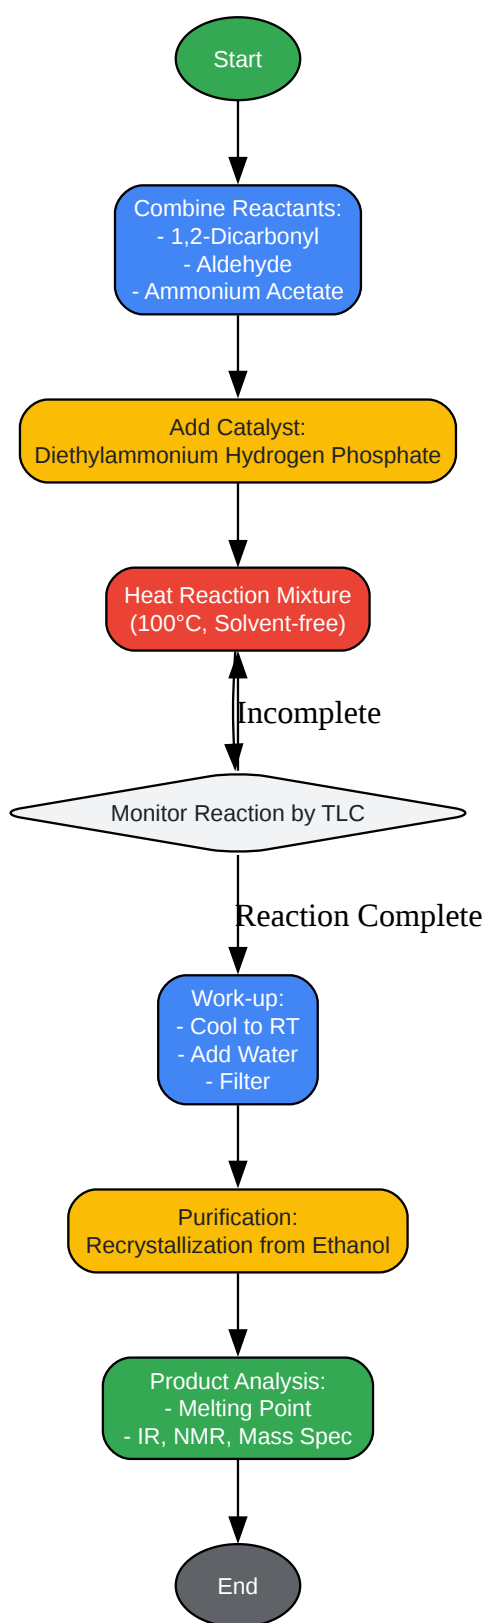 Start
Combine Reactants:
- 1,2-Dicarbonyl
- Aldehyde
- Ammonium Acetate
Add Catalyst:
Diethylammonium Hydrogen Phosphate
Heat Reaction Mixture
(100°C, Solvent-free)
Incomplete
Monitor Reaction by TLC
Reaction Complete
Work-up:
- Cool to RT
- Add Water
- Filter
Purification:
Recrystallization from Ethanol
Product Analysis:
- Melting Point
- IR, NMR, Mass Spec
End